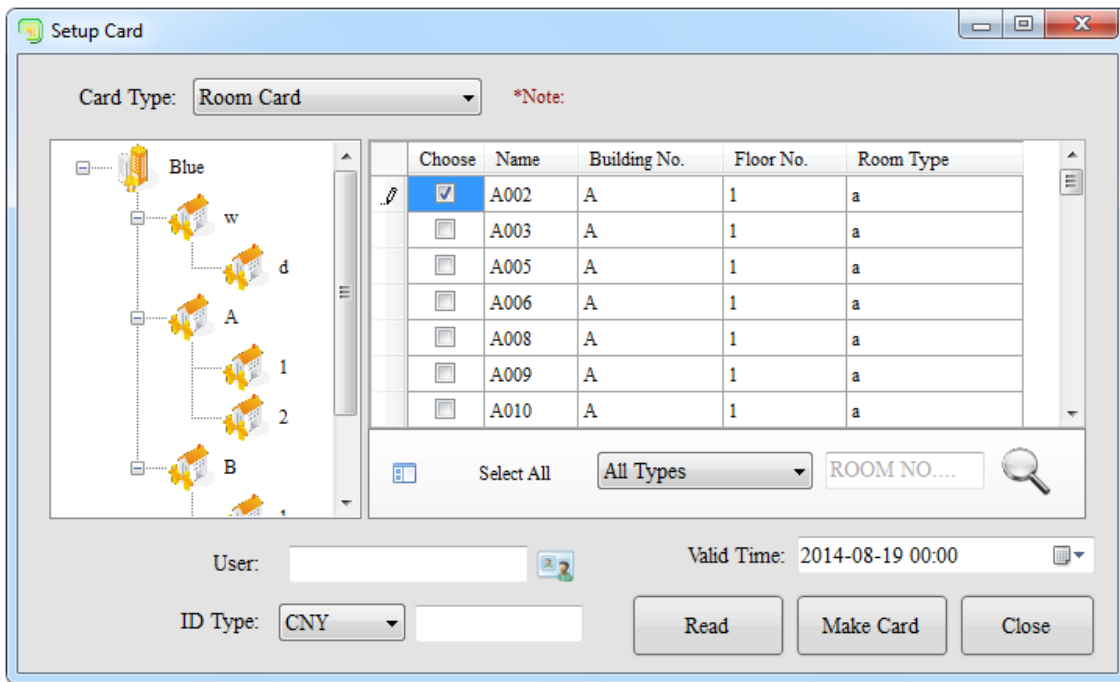 Setup Card
Card Type: Room Card *Note:
Blue
w
d
A
1
2
B
Choose Name Building No. Floor No. Room Type
A002 A 1 a
A003 A 1 a
A005 A 1 a
A006 A 1 a
A008 A 1 a
A009 A 1 a
A010 A 1 a
Select All All Types ROOM NO....
User: Valid Time: 2014-08-19 00:00
ID Type: CNY Read Make Card Close